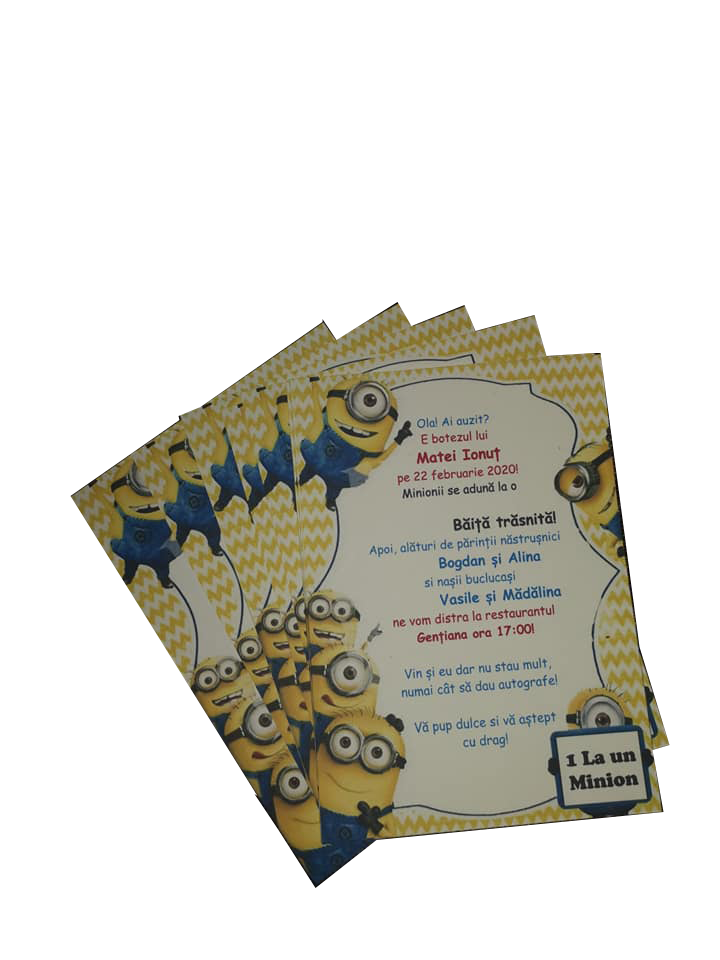 Ola! Ai auzit?
E botezul lui
Matei Ionuț
pe 22 februarie 2020!
Minionii se adună la o
Băiță trăsnită!
Apoi, alături de părinții năstrușnici
Bogdan și Alina
si nașii buclucași
Vasile și Mădălina
ne vom distra la restaurantul
Gențiana ora 17:00!
Vin și eu dar nu stau mult,
numai cât să dau autografe!
Vă pup dulce si vă aștept
cu drag!
1 La un
Minion